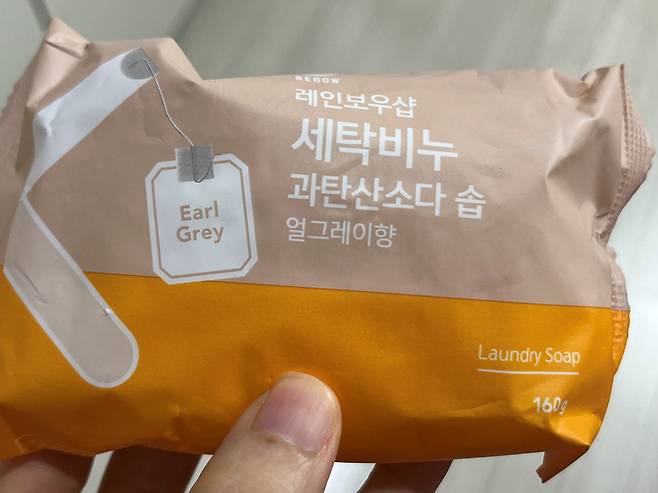 레인보우샵
세탁비누
과탄산소다 솝
얼그레이향
Earl
Grey
Laundry Soap
160g